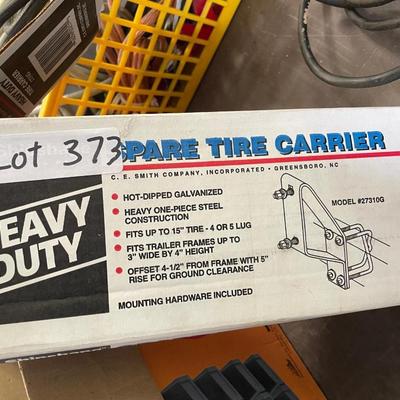 Lot 373
SPARE TIRE CARRIER
C. E. SMITH COMPANY, INCORPORATED • GREENSBORO, NC
HEAVY
DUTY
• HOT-DIPPED GALVANIZED
• HEAVY ONE-PIECE STEEL
CONSTRUCTION
• FITS UP TO 15" TIRE - 4 OR 5 LUG
• FITS TRAILER FRAMES UP TO
3" WIDE BY 4" HEIGHT
• OFFSET 4-1/2" FROM FRAME WITH 5"
RISE FOR GROUND CLEARANCE
MOUNTING HARDWARE INCLUDED
MODEL #27310G